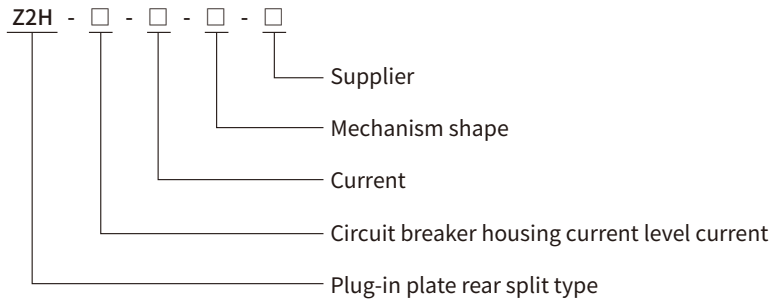 Z2H - □ - □ - □ - □
Supplier
Mechanism shape
Current
Circuit breaker housing current level current
Plug-in plate rear split type